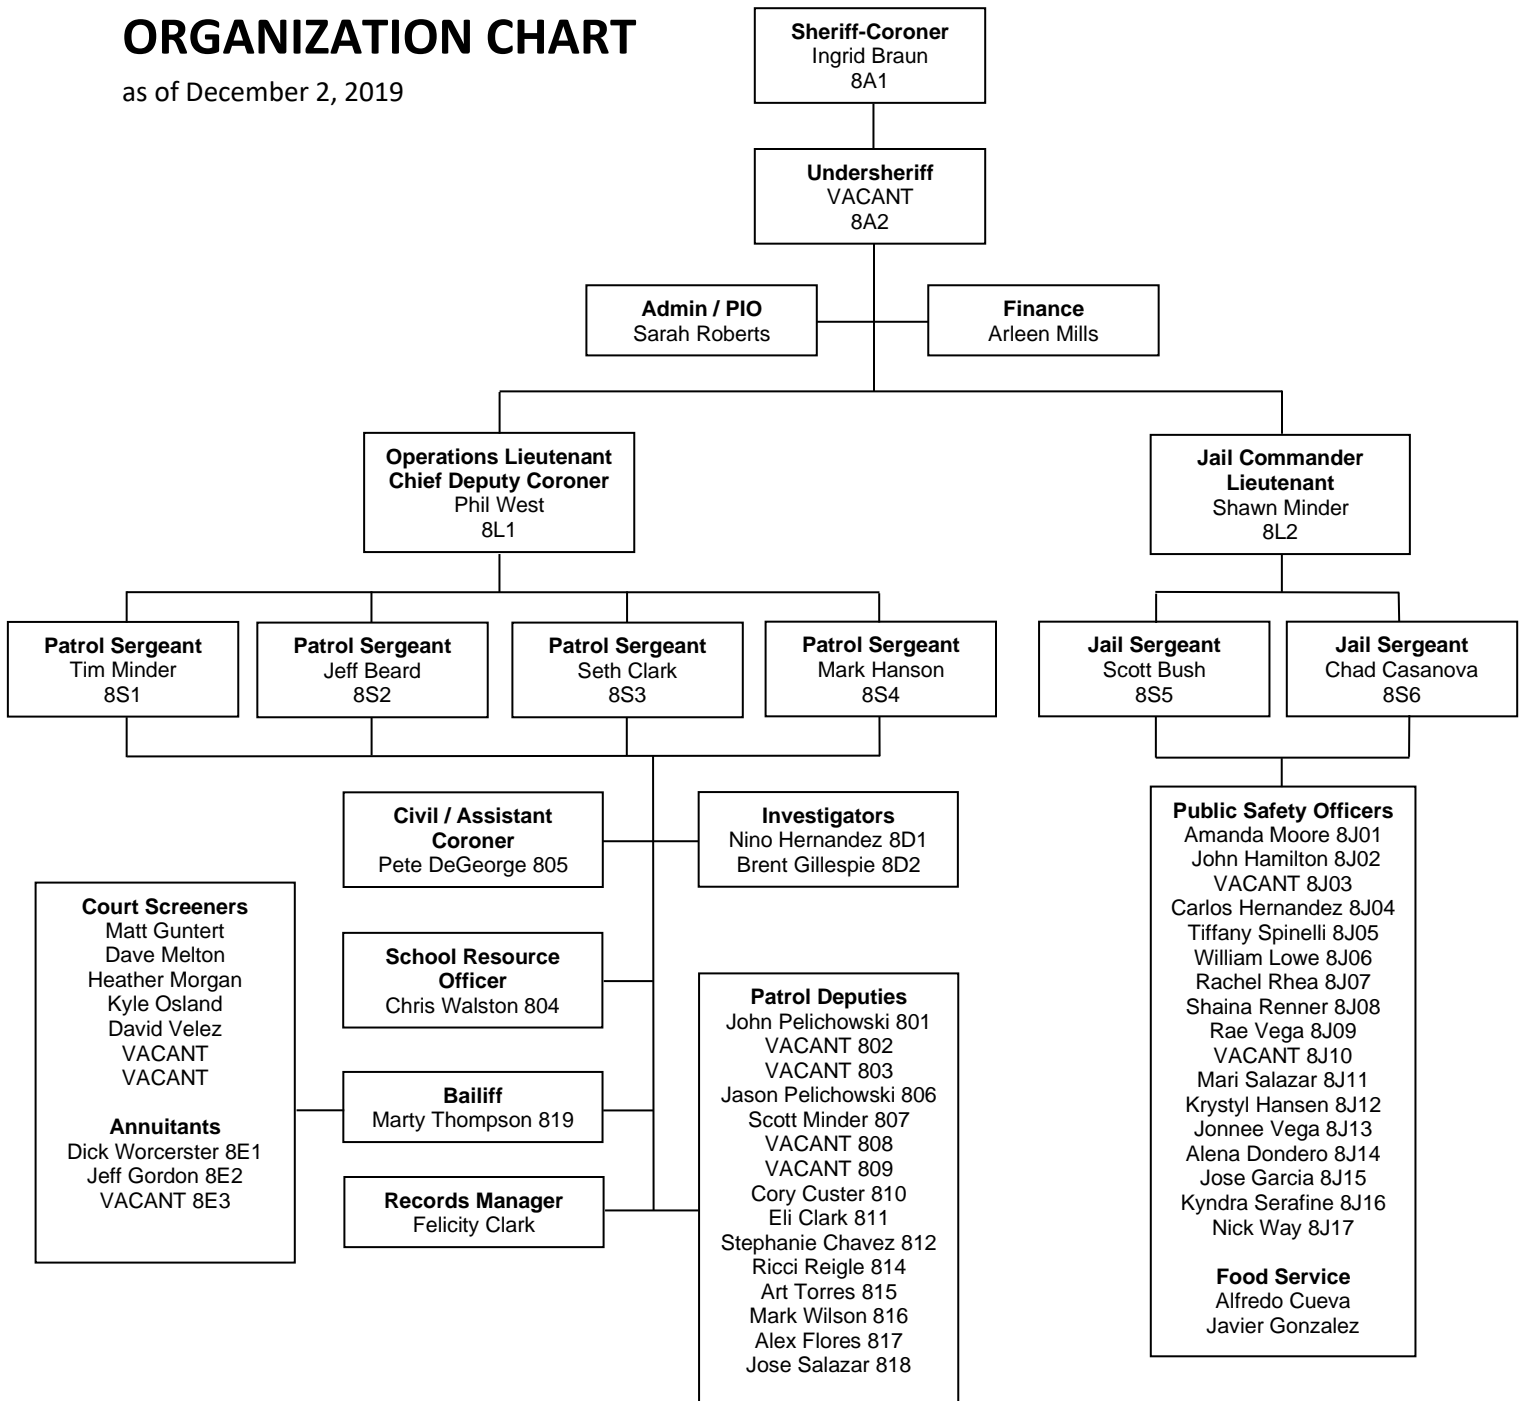 ORGANIZATION CHART
as of December 2, 2019
Sheriff-Coroner
Ingrid Braun
8A1
Undersheriff
VACANT
8A2
Admin / PIO
Sarah Roberts
Finance
Arleen Mills
Operations Lieutenant
Chief Deputy Coroner
Phil West
8L1
Jail Commander
Lieutenant
Shawn Minder
8L2
Patrol Sergeant
Tim Minder
8S1
Patrol Sergeant
Jeff Beard
8S2
Patrol Sergeant
Seth Clark
8S3
Patrol Sergeant
Mark Hanson
8S4
Jail Sergeant
Scott Bush
8S5
Jail Sergeant
Chad Casanova
8S6
Civil / Assistant
Coroner
Pete DeGeorge 805
Investigators
Nino Hernandez 8D1
Brent Gillespie 8D2
Court Screeners
Matt Guntert
Dave Melton
Heather Morgan
Kyle Osland
David Velez
VACANT
VACANT
Annuitants
Dick Worcerster 8E1
Jeff Gordon 8E2
VACANT 8E3
School Resource
Officer
Chris Walston 804
Bailiff
Marty Thompson 819
Records Manager
Felicity Clark
Patrol Deputies
John Pelichowski 801
VACANT 802
VACANT 803
Jason Pelichowski 806
Scott Minder 807
VACANT 808
VACANT 809
Cory Custer 810
Eli Clark 811
Stephanie Chavez 812
Ricci Reigle 814
Art Torres 815
Mark Wilson 816
Alex Flores 817
Jose Salazar 818
Public Safety Officers
Amanda Moore 8J01
John Hamilton 8J02
VACANT 8J03
Carlos Hernandez 8J04
Tiffany Spinelli 8J05
William Lowe 8J06
Rachel Rhea 8J07
Shaina Renner 8J08
Rae Vega 8J09
VACANT 8J10
Mari Salazar 8J11
Krystyl Hansen 8J12
Jonnee Vega 8J13
Alena Dondero 8J14
Jose Garcia 8J15
Kyndra Serafine 8J16
Nick Way 8J17
Food Service
Alfredo Cueva
Javier Gonzalez